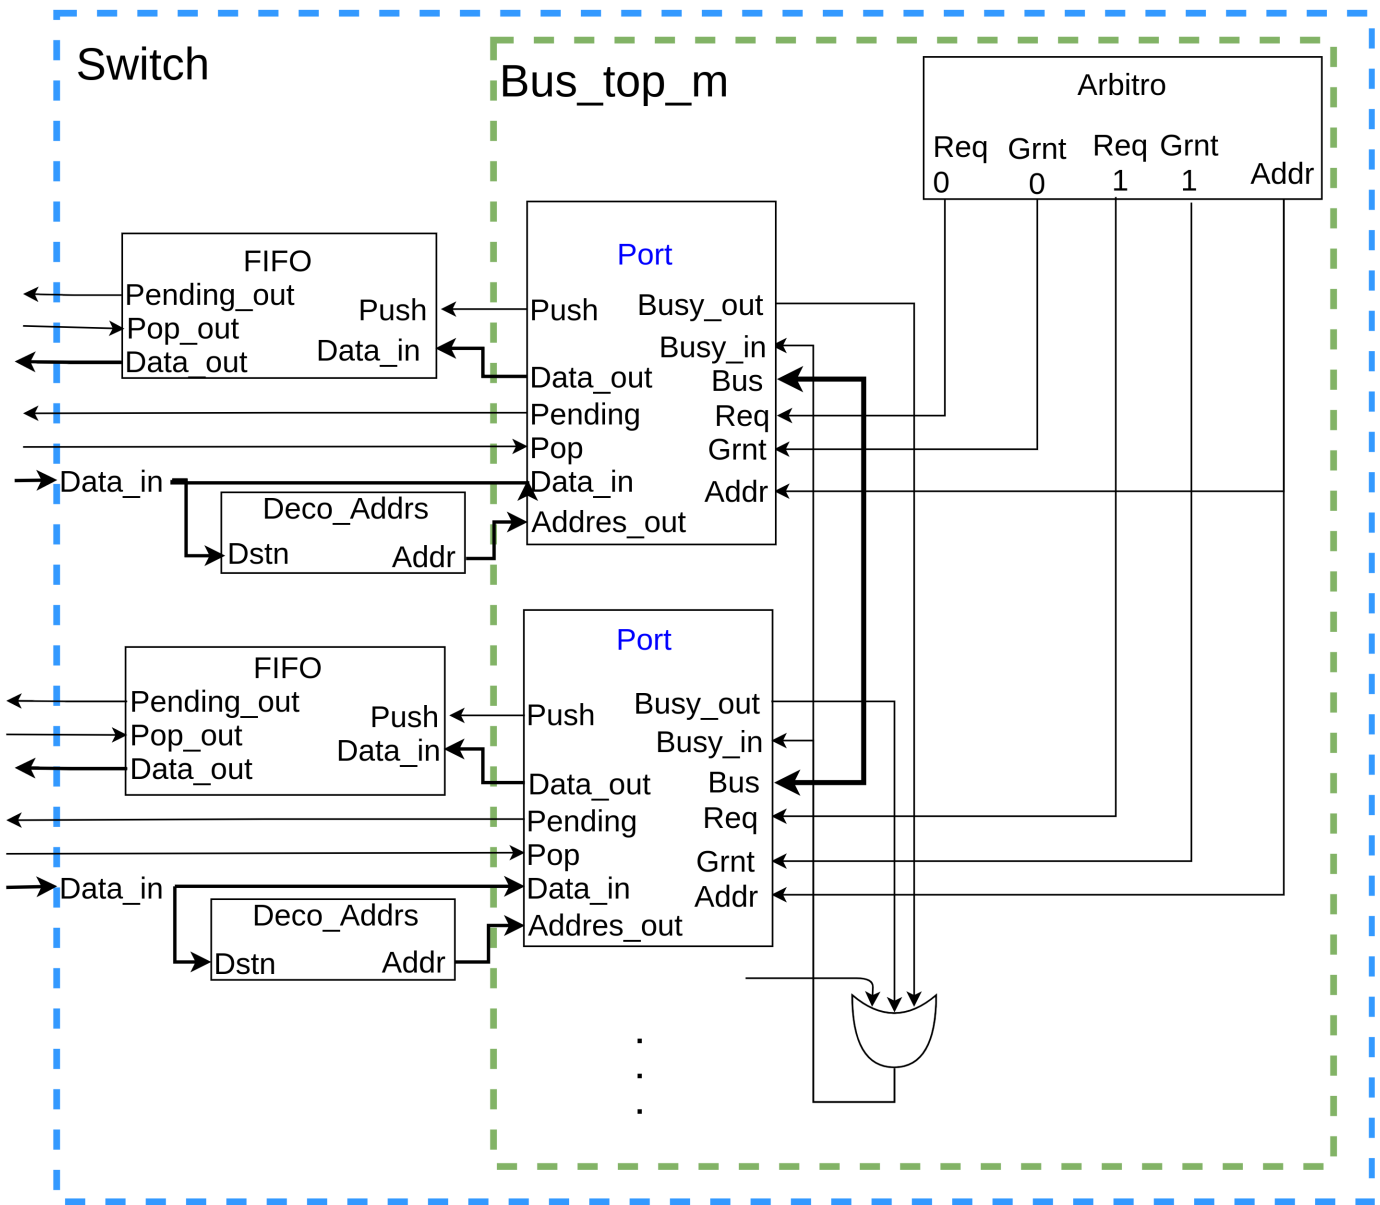 Switch
Bus_top_m
Arbitro
Req Grnt Req Grnt Addr
0 0 1 1
FIFO
Pending_out
Pop_out
Data_out
Push
Data_in
Port
Push
Data_out
Pending
Pop
Data_in
Addres_out
Busy_out
Busy_in
Bus
Req
Grnt
Addr
Data_in
Deco_Addrs
Dstn Addr
FIFO
Pending_out
Pop_out
Data_out
Push
Data_in
Port
Push
Data_out
Pending
Pop
Data_in
Addres_out
Busy_out
Busy_in
Bus
Req
Grnt
Addr
Data_in
Deco_Addrs
Dstn Addr
.
.
.